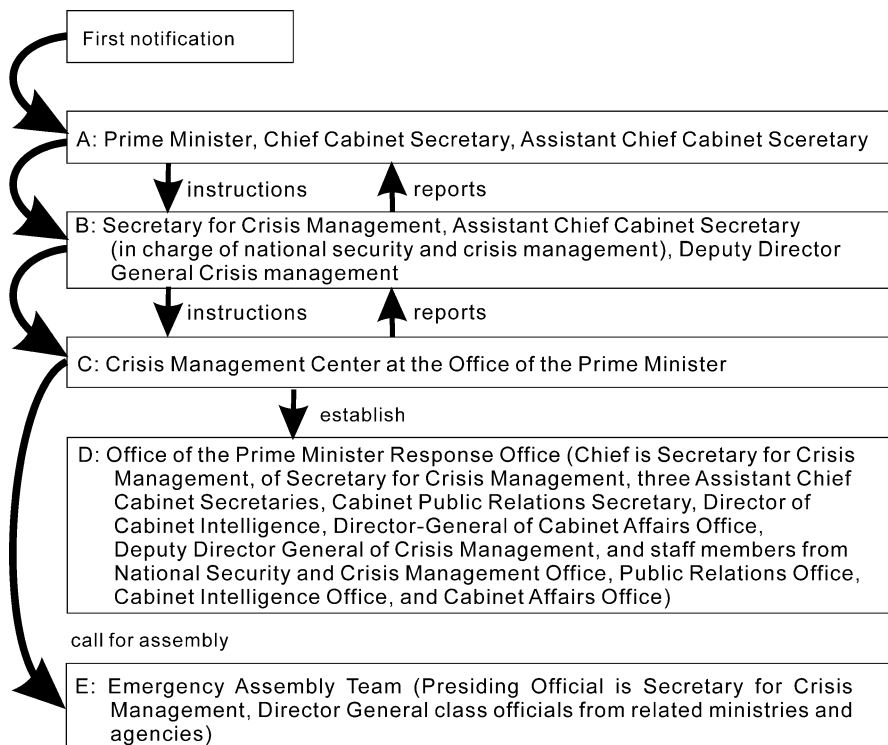 First notification
A: Prime Minister, Chief Cabinet Secretary, Assistant Chief Cabinet Sceretary
instructions
reports
B: Secretary for Crisis Management, Assistant Chief Cabinet Secretary
(in charge of national security and crisis management), Deputy Director
General Crisis management
instructions
reports
C: Crisis Management Center at the Office of the Prime Minister
establish
D: Office of the Prime Minister Response Office (Chief is Secretary for Crisis
Management, of Secretary for Crisis Management, three Assistant Chief
Cabinet Secretaries, Cabinet Public Relations Secretary, Director of
Cabinet Intelligence, Director-General of Cabinet Affairs Office,
Deputy Director General of Crisis Management, and staff members from
National Security and Crisis Management Office, Public Relations Office,
Cabinet Intelligence Office, and Cabinet Affairs Office)
call for assembly
E: Emergency Assembly Team (Presiding Official is Secretary for Crisis
Management, Director General class officials from related ministries and
agencies)